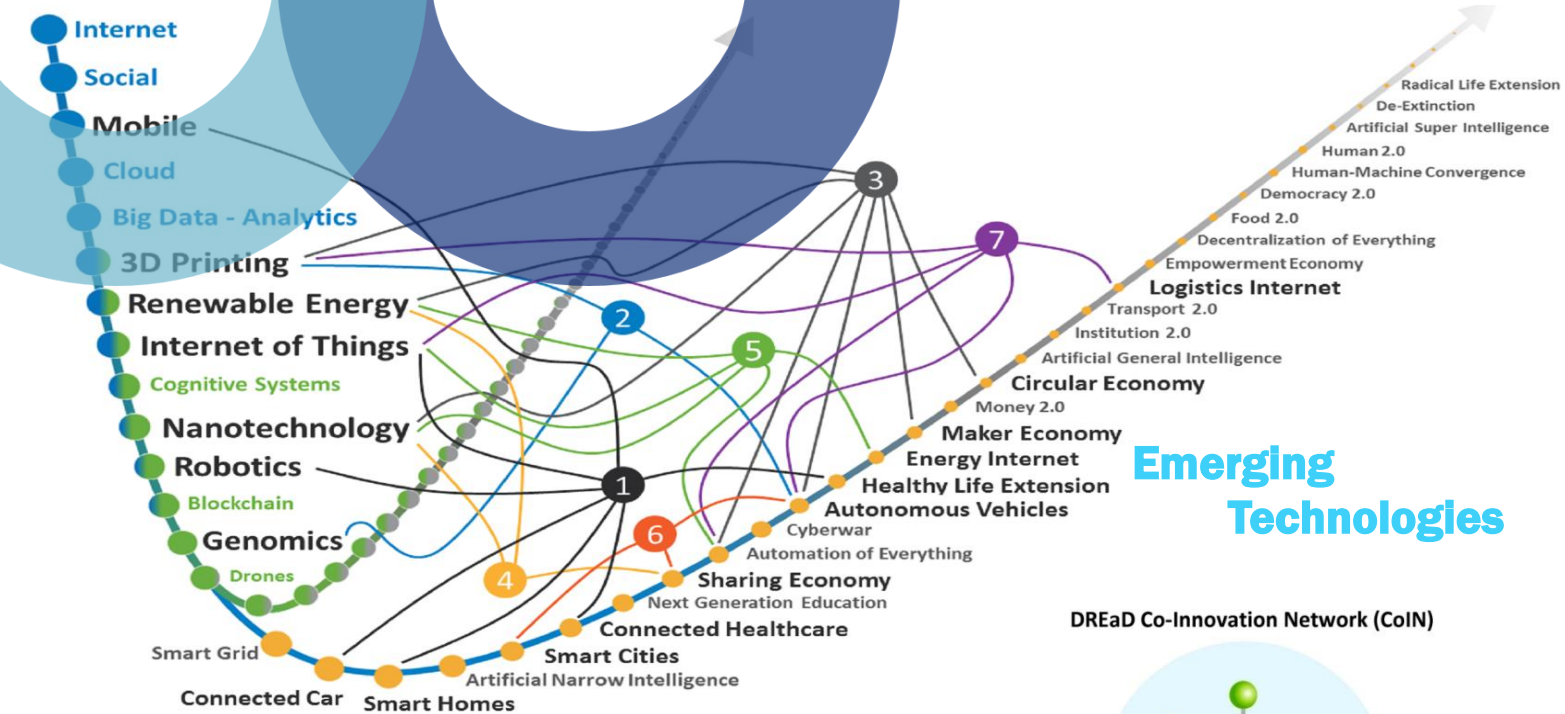 Internet
Social
Mobile
Cloud
Big Data - Analytics
3D Printing
Renewable Energy
Internet of Things
Cognitive Systems
Nanotechnology
Robotics
Blockchain
Genomics
Drones
Smart Grid
Connected Car
Smart Homes
Artificial Narrow Intelligence
Smart Cities
Connected Healthcare
Next Generation Education
Sharing Economy
Automation of Everything
Cyberwar
Autonomous Vehicles
Healthy Life Extension
Energy Internet
Maker Economy
Money 2.0
Circular Economy
Artificial General Intelligence
Institution 2.0
Transport 2.0
Logistics Internet
Empowerment Economy
Decentralization of Everything
Food 2.0
Democracy 2.0
Human-Machine Convergence
Human 2.0
Artificial Super Intelligence
De-Extinction
Radical Life Extension
3
7
2
5
1
6
4
Emerging
Technologies
DREaD Co-Innovation Network (CoIN)